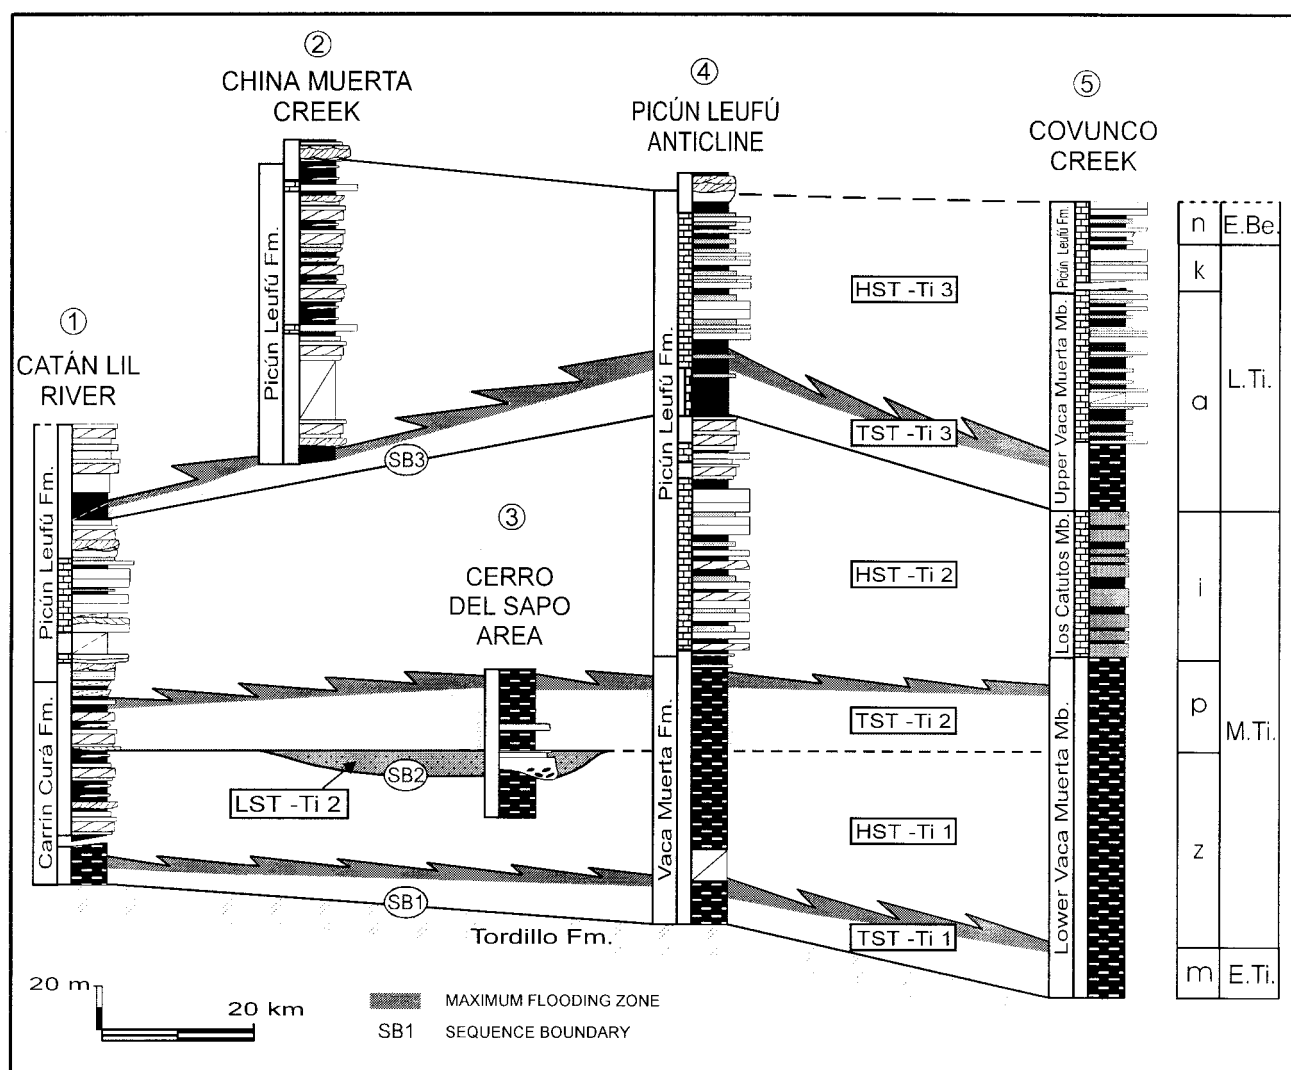 ②
CHINA MUERTA
CREEK
④
PICÚN LEUFÚ
ANTICLINE
⑤
COVUNCO
CREEK
①
CATÁN LIL
RIVER
③
CERRO
DEL SAPO
AREA
Picún Leufú Fm.
Carrín Curá Fm.
Picún Leufú Fm.
Picún Leufú Fm.
Vaca Muerta Fm.
Picún Leufú Fm.
Upper Vaca Muerta Mb.
Los Catutos Mb.
Lower Vaca Muerta Mb.
HST -Ti 3
TST -Ti 3
SB3
HST -Ti 2
TST -Ti 2
SB2
LST -Ti 2
HST -Ti 1
SB1
TST -Ti 1
Tordillo Fm.
n E.Be.
k
a L.Ti.
i
p M.Ti.
z
m E.Ti.
20 m
20 km
MAXIMUM FLOODING ZONE
SB1 SEQUENCE BOUNDARY